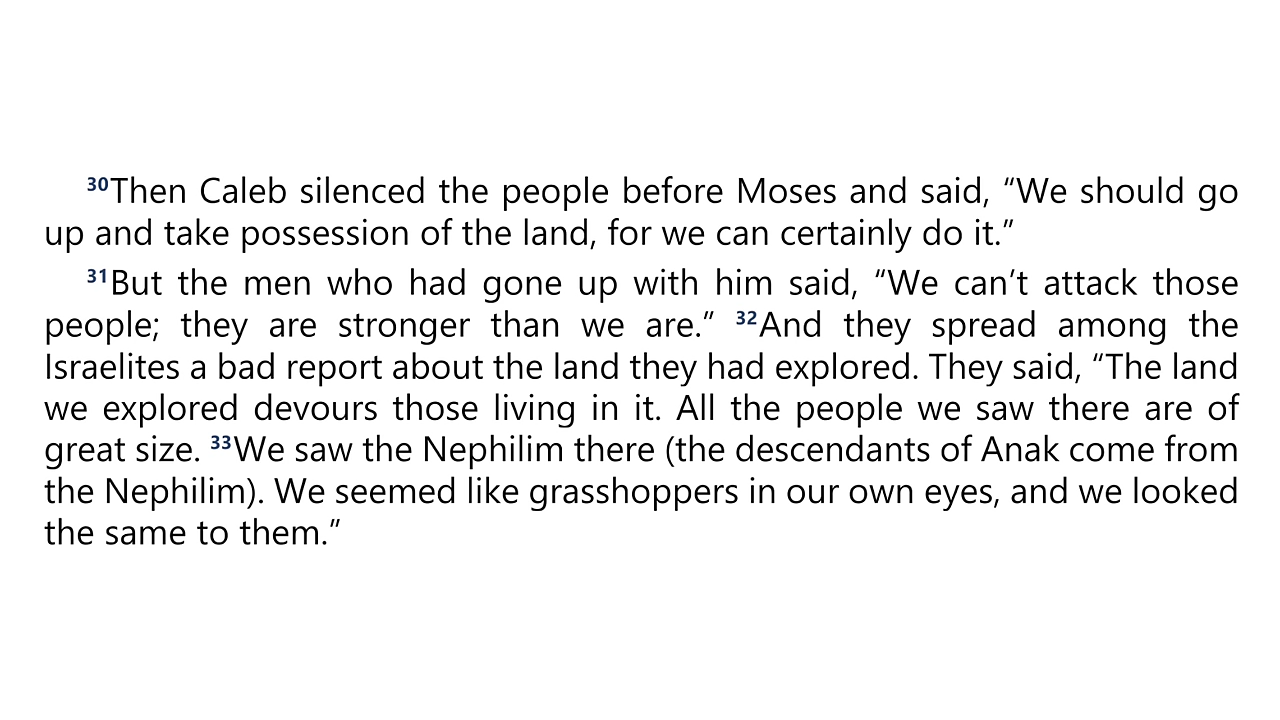 30Then Caleb silenced the people before Moses and said, “We should go
up and take possession of the land, for we can certainly do it.”
31But the men who had gone up with him said, “We can’t attack those
people; they are stronger than we are.” 32And they spread among the
Israelites a bad report about the land they had explored. They said, “The land
we explored devours those living in it. All the people we saw there are of
great size. 33We saw the Nephilim there (the descendants of Anak come from
the Nephilim). We seemed like grasshoppers in our own eyes, and we looked
the same to them.”